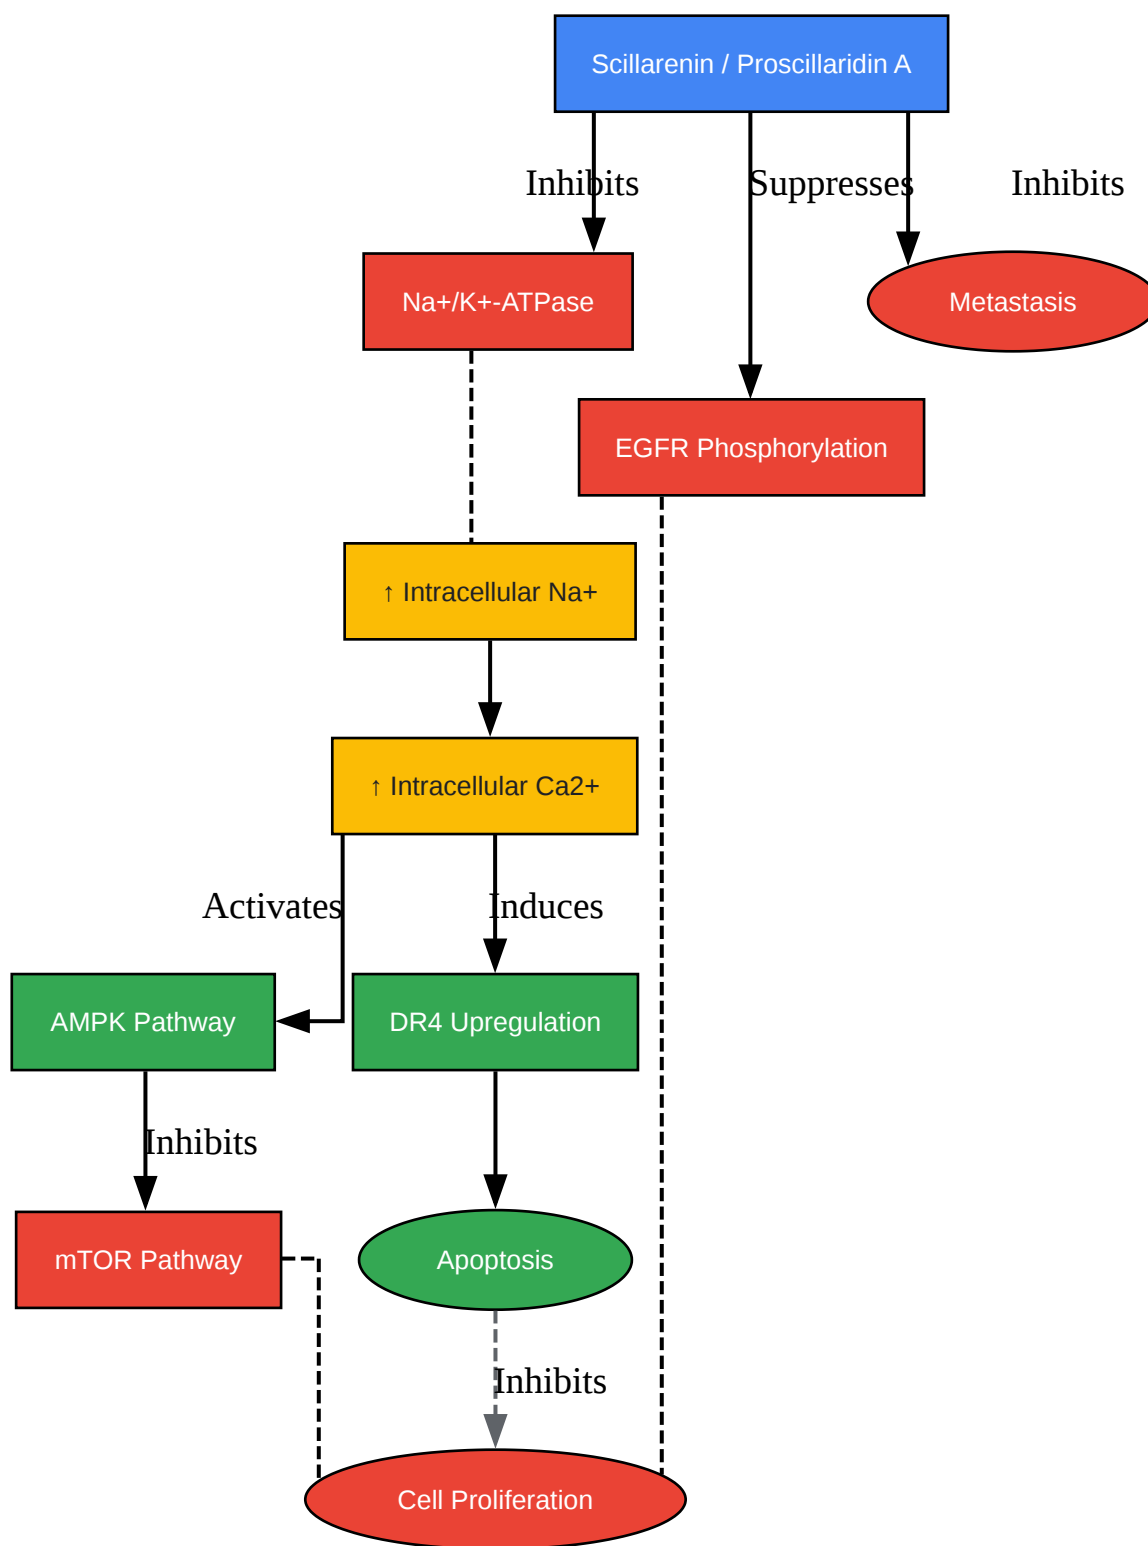 Scillarenin / Proscillaridin A
Inhibits
Suppresses
Inhibits
Na+/K+-ATPase
Metastasis
EGFR Phosphorylation
↑ Intracellular Na+
↑ Intracellular Ca2+
Activates
Induces
AMPK Pathway
DR4 Upregulation
Inhibits
mTOR Pathway
Apoptosis
Inhibits
Cell Proliferation